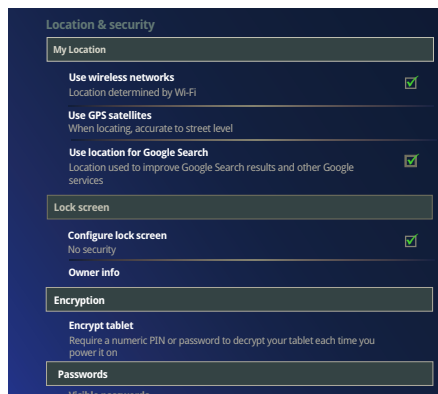 Location & security
My Location
Use wireless networks
Location determined by Wi-Fi
Use GPS satellites
When locating, accurate to street level
Use location for Google Search
Location used to improve Google Search results and other Google
services
Lock screen
Configure lock screen
No security
Owner info
Encryption
Encrypt tablet
Require a numeric PIN or password to decrypt your tablet each time you
power it on
Passwords
Visible passwords